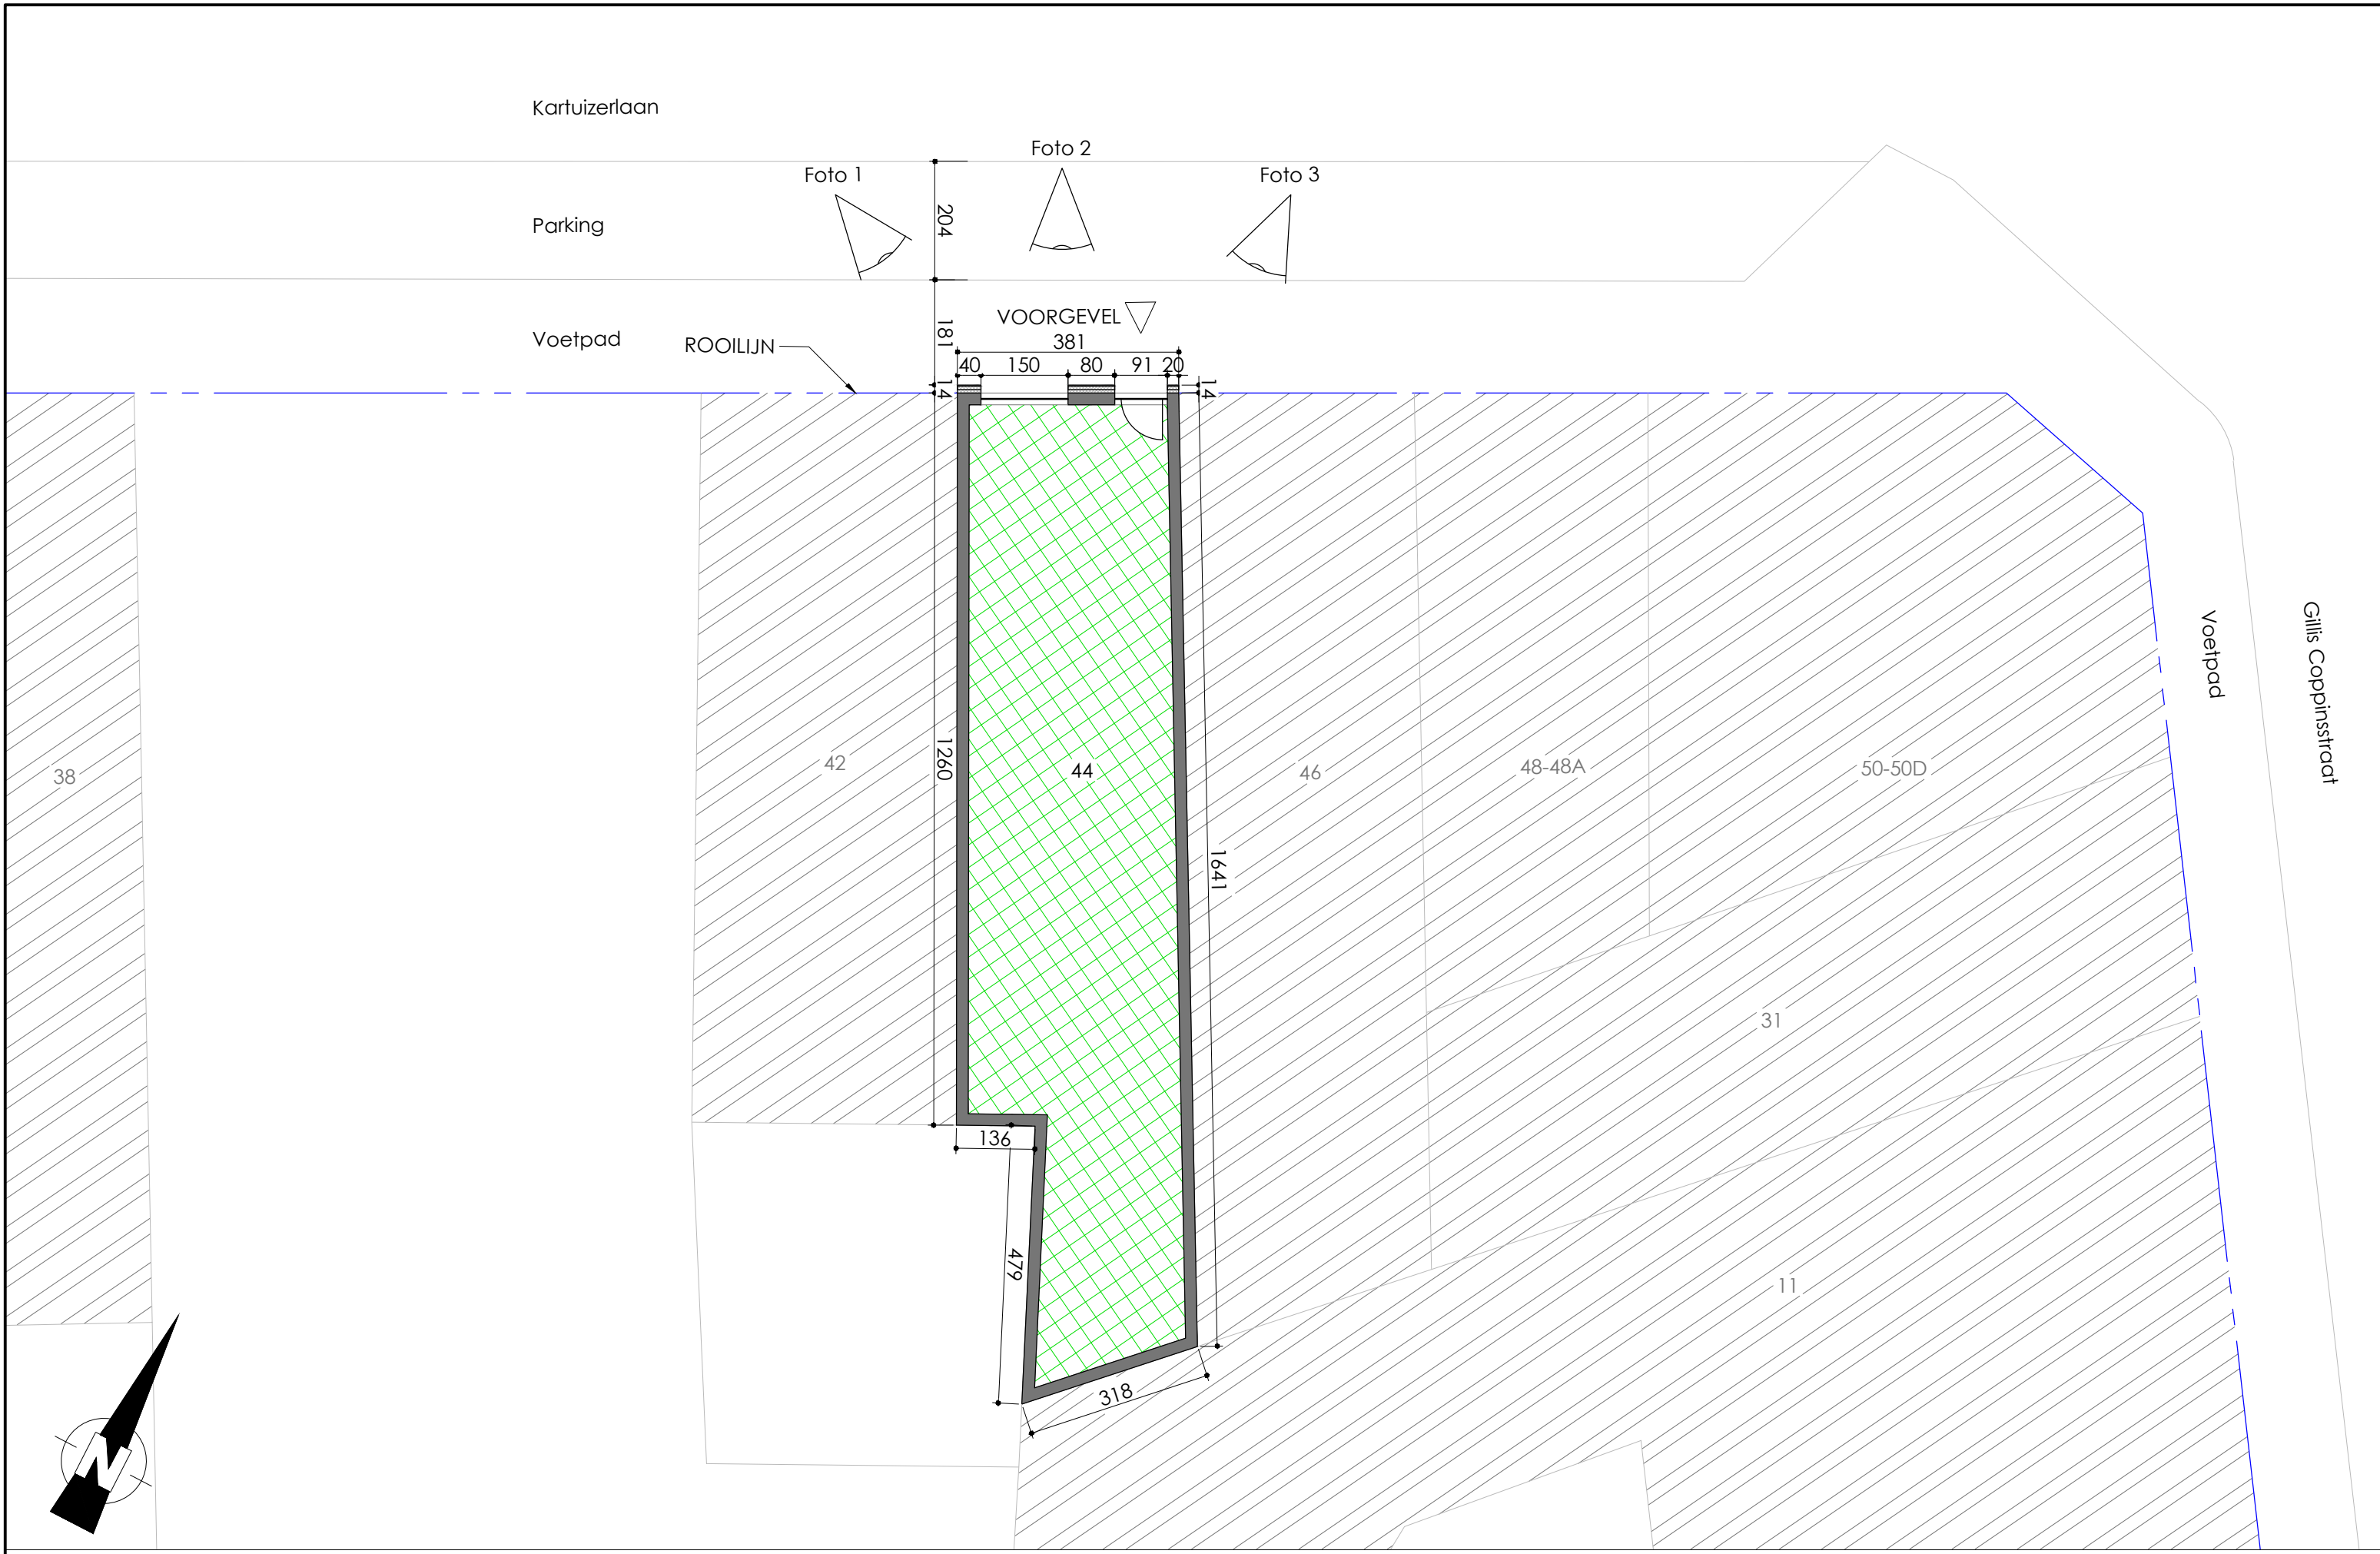 Kartuizerlaan
Foto 2
Foto 1
Foto 3
204
Parking
VOORGEVEL
181
Voetpad
ROOILIJN
381
40 150 80 91 20
14
14
Voetpad
Gillis Coppinsstraat
38
42
1260
44
46
48-48A
50-50D
1641
31
136
479
11
318
N